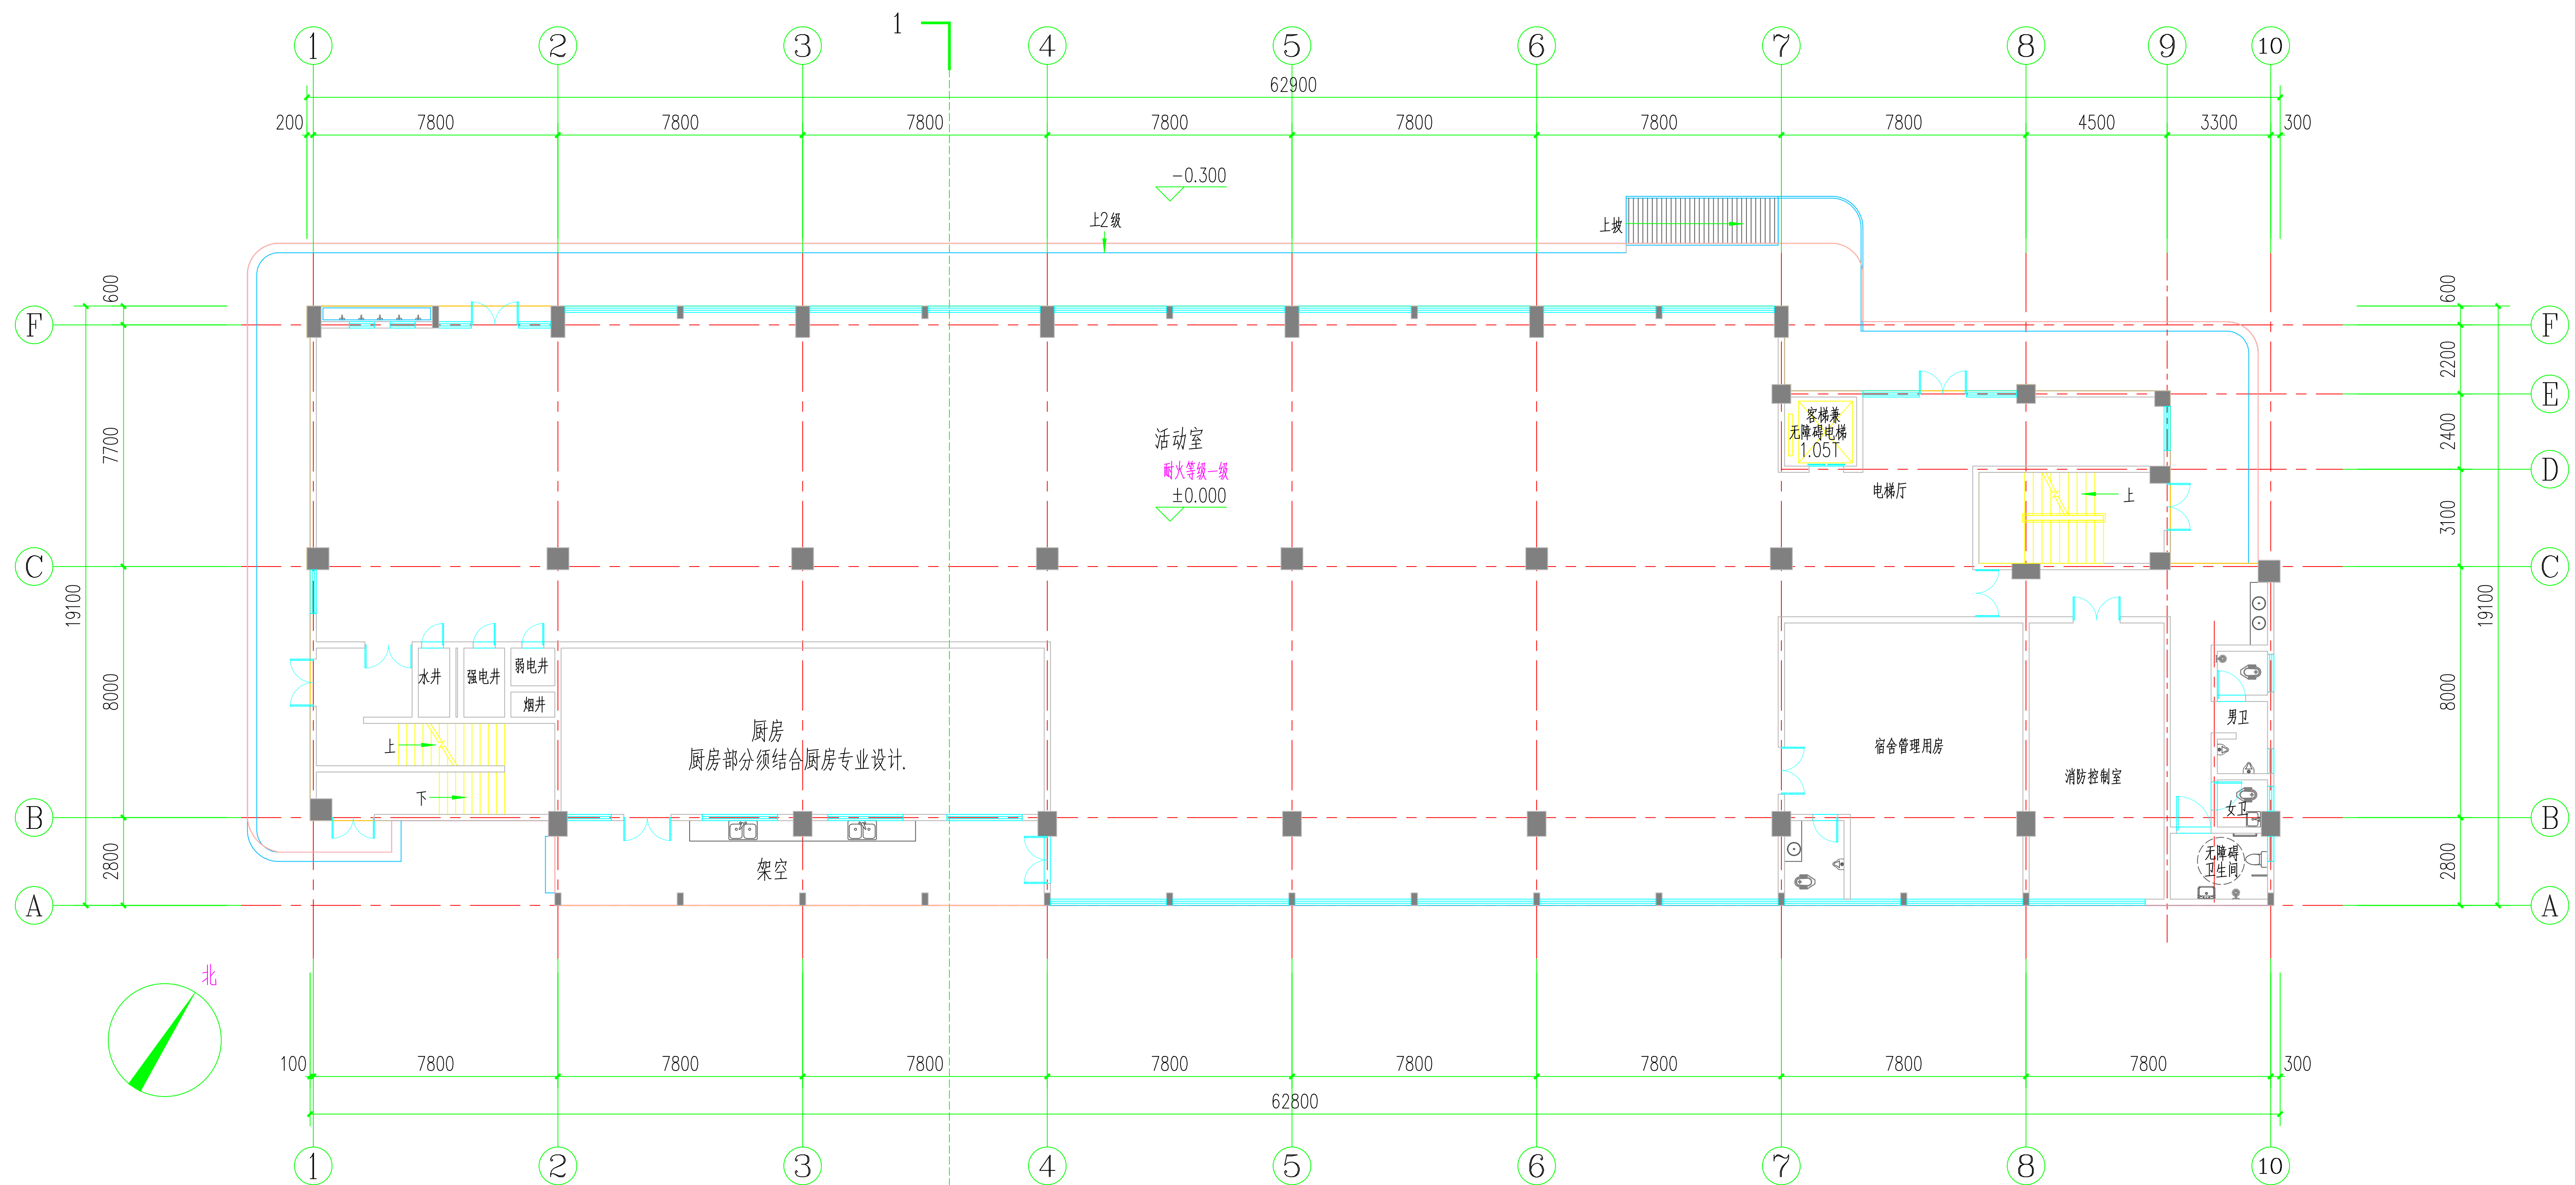 1
1 2 3 4 5 6 7 8 9 10
62900
200 7800 7800 7800 7800 7800 7800 7800 4500 3300 300
-0.300
上2级
上坡
600 600
F F
2200
E
客梯兼
无障碍电梯
1.05T
活动室
耐火等级一级
±0.000
7700 2400
D
电梯厅
上
3100
C C
19100 19100
水井
强电井
弱电井
烟井
8000 8000
男卫
厨房
厨房部分须结合厨房专业设计.
上
宿舍管理用房
消防控制室
下
女卫
B B
架空
无障碍
卫生间
2800 2800
A A
北
100 7800 7800 7800 7800 7800 7800 7800 7800 300
62800
1 2 3 4 5 6 7 8 10